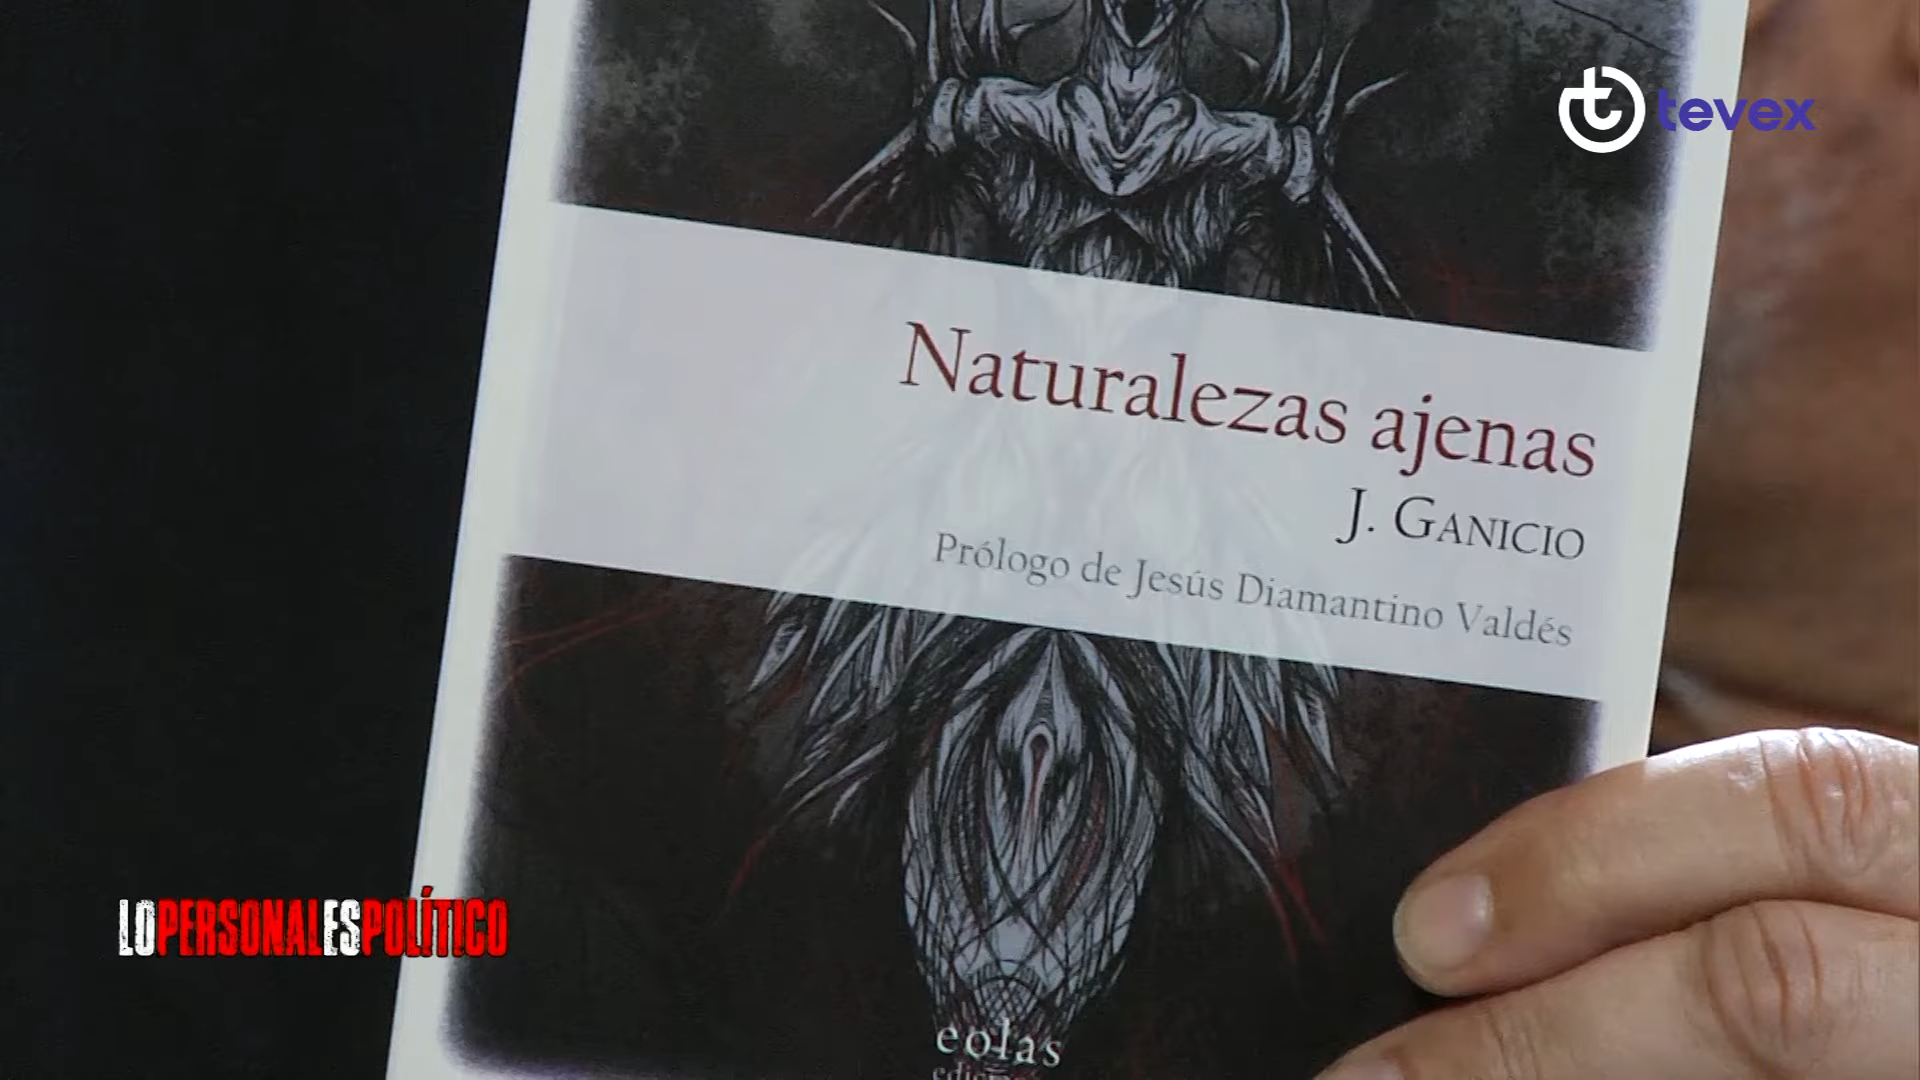 tevex
Naturalezas ajenas
J. GANICIO
Prólogo de Jesús Diamantino Valdés
LOPERSONALESPOLÍTICO
eolas